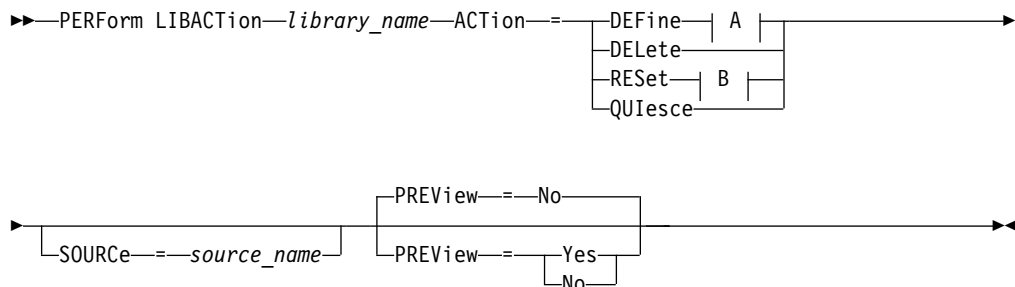 PERForm LIBACTion library_name ACTion = DEFine A
DELete
RESet B
QUIesce
PREView = No
SOURCe = source_name PREView = Yes
No